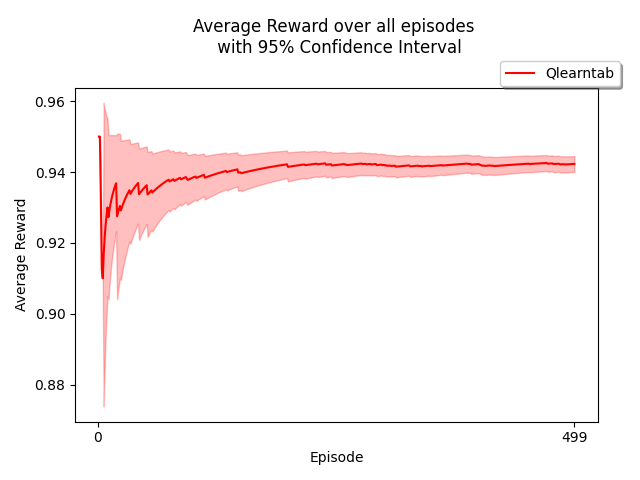 Average Reward over all episodes
with 95% Confidence Interval
Qlearntab
0.96
0.94
0.92
0.90
0.88
Average Reward
0
499
Episode